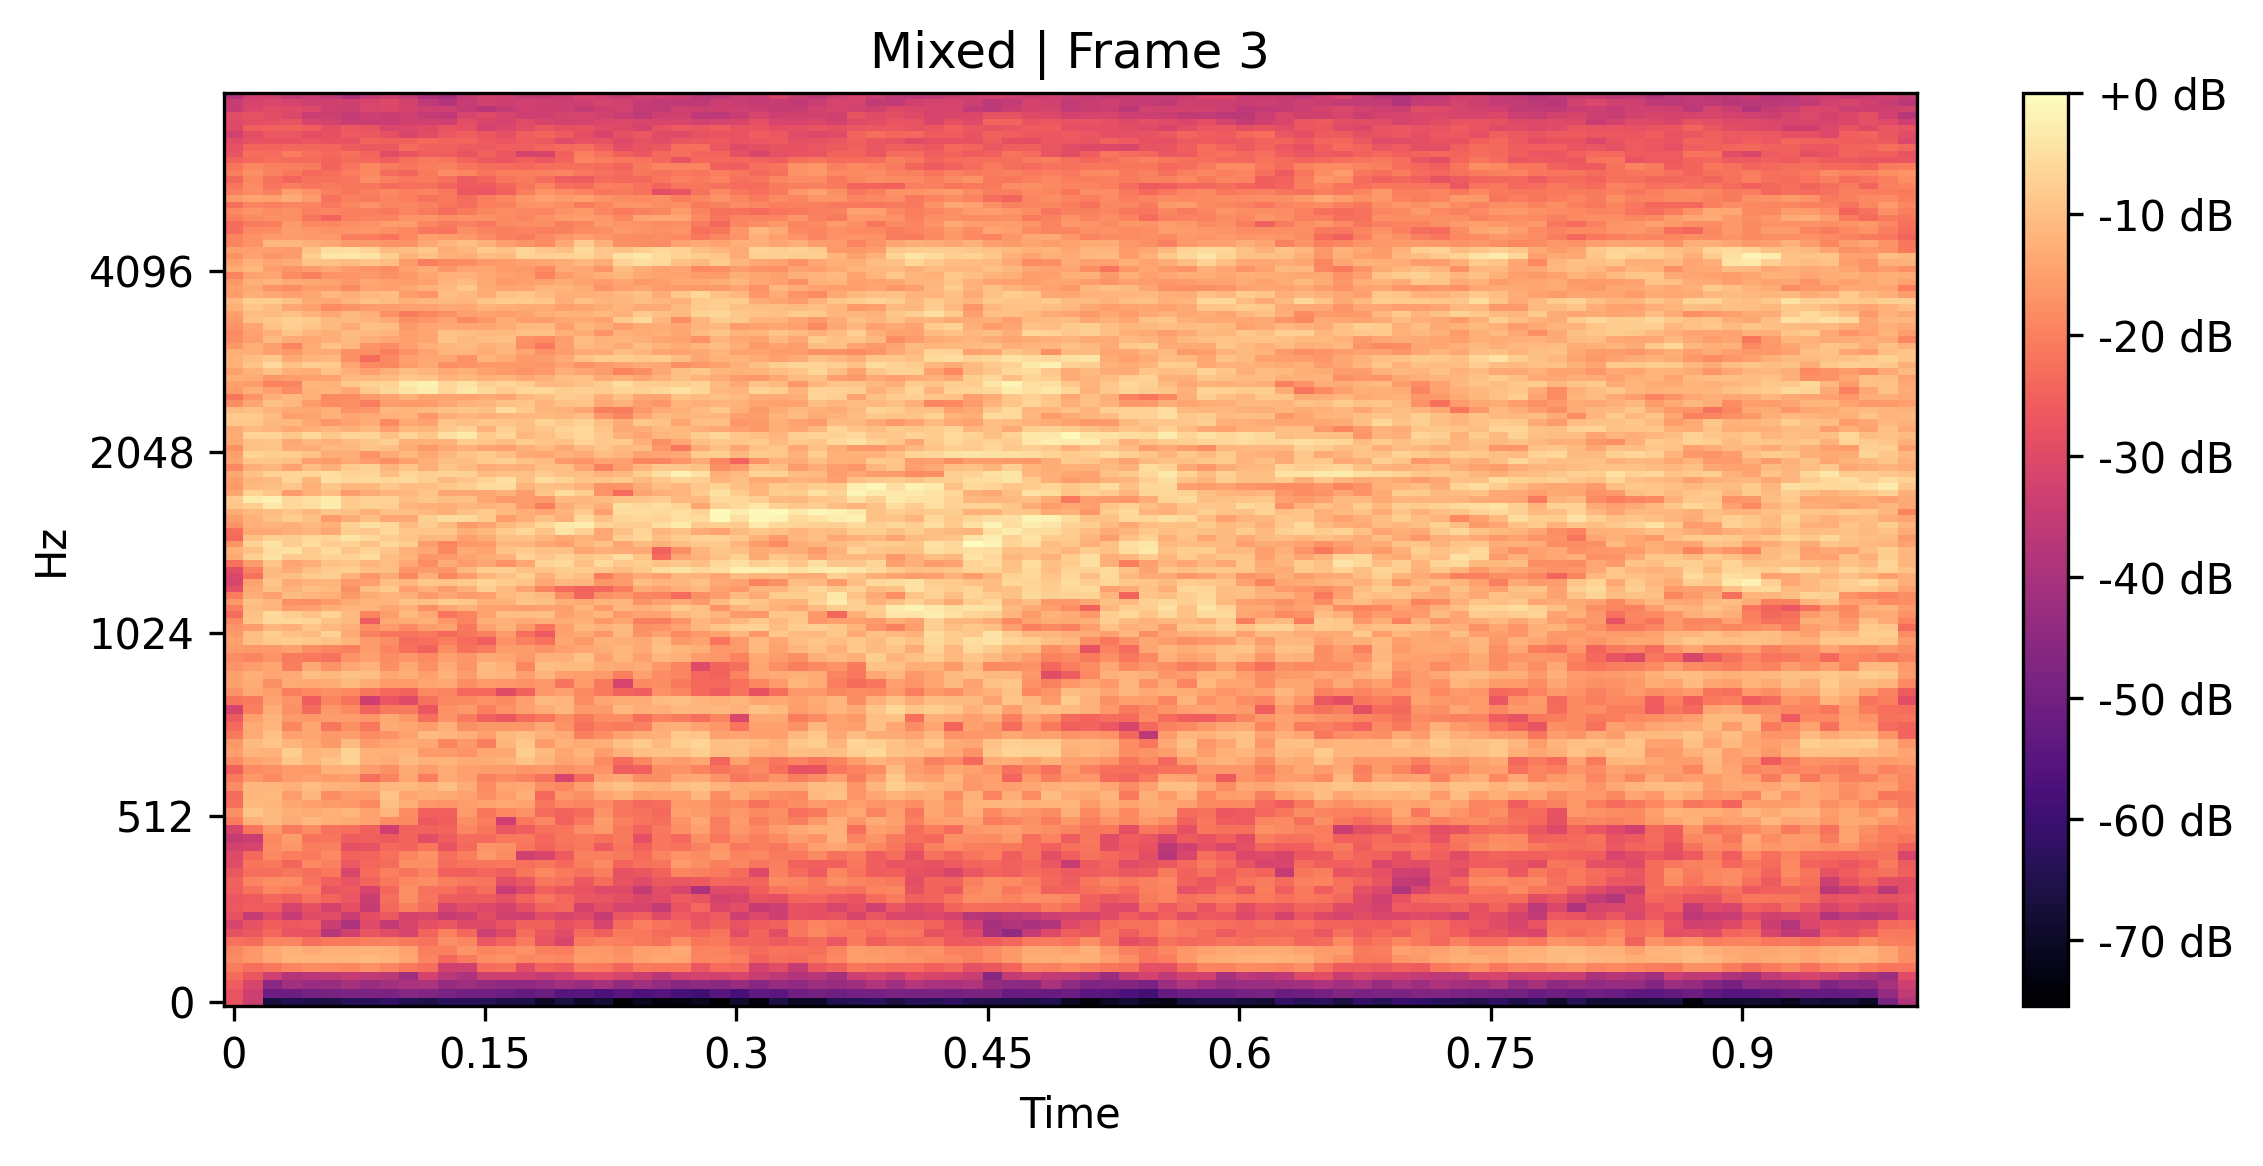 Mixed | Frame 3
Hz
4096
2048
1024
512
0
0 0.15 0.3 0.45 0.6 0.75 0.9
Time
+0 dB
-10 dB
-20 dB
-30 dB
-40 dB
-50 dB
-60 dB
-70 dB